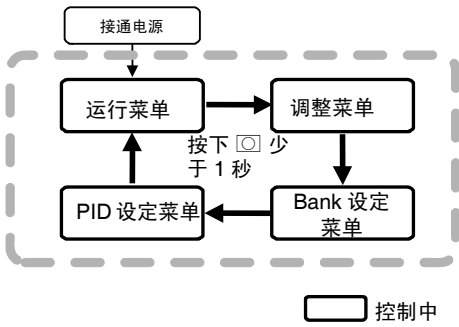 接通电源
运行菜单
调整菜单
按下 少
于 1 秒
PID 设定菜单
Bank 设定
菜单
控制中